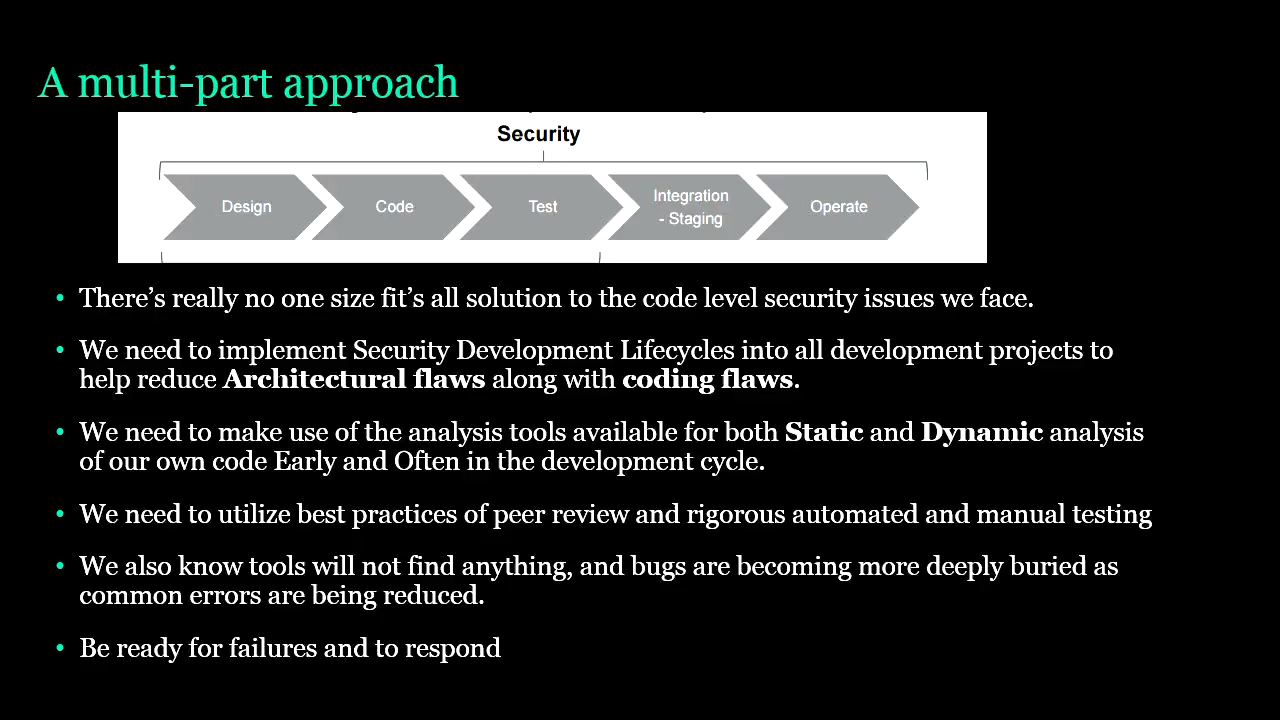 A multi-part approach
Security
Design
Code
Test
Integration
- Staging
Operate
• There’s really no one size fit’s all solution to the code level security issues we face.
• We need to implement Security Development Lifecycles into all development projects to
help reduce Architectural flaws along with coding flaws.
• We need to make use of the analysis tools available for both Static and Dynamic analysis
of our own code Early and Often in the development cycle.
• We need to utilize best practices of peer review and rigorous automated and manual testing
• We also know tools will not find anything, and bugs are becoming more deeply buried as
common errors are being reduced.
• Be ready for failures and to respond